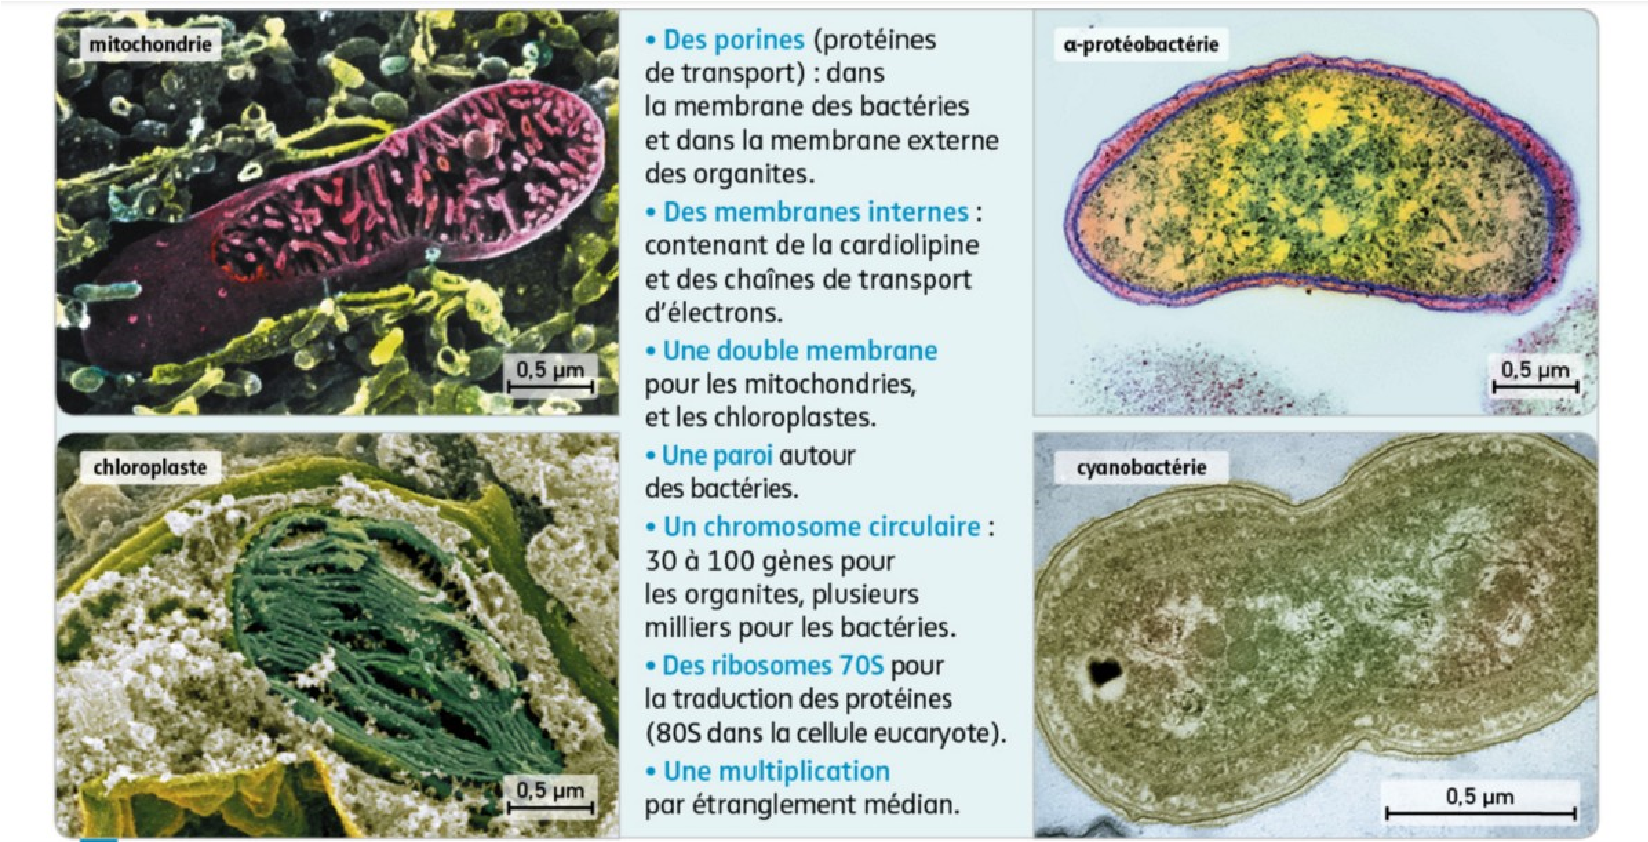 mitochondrie
0,5 µm
chloroplaste
0,5 µm
• Des porines (protéines
de transport) : dans
la membrane des bactéries
et dans la membrane externe
des organites.
• Des membranes internes :
contenant de la cardiolipine
et des chaînes de transport
d'électrons.
• Une double membrane
pour les mitochondries,
et les chloroplastes.
• Une paroi autour
des bactéries.
• Un chromosome circulaire :
30 à 100 gènes pour
les organites, plusieurs
milliers pour les bactéries.
• Des ribosomes 70S pour
la traduction des protéines
(80S dans la cellule eucaryote).
• Une multiplication
par étranglement médian.
α-protéobactérie
0,5 µm
cyanobactérie
0,5 µm